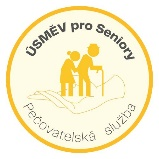 ÚSMĚV pro Seniory
Pečovatelská služba